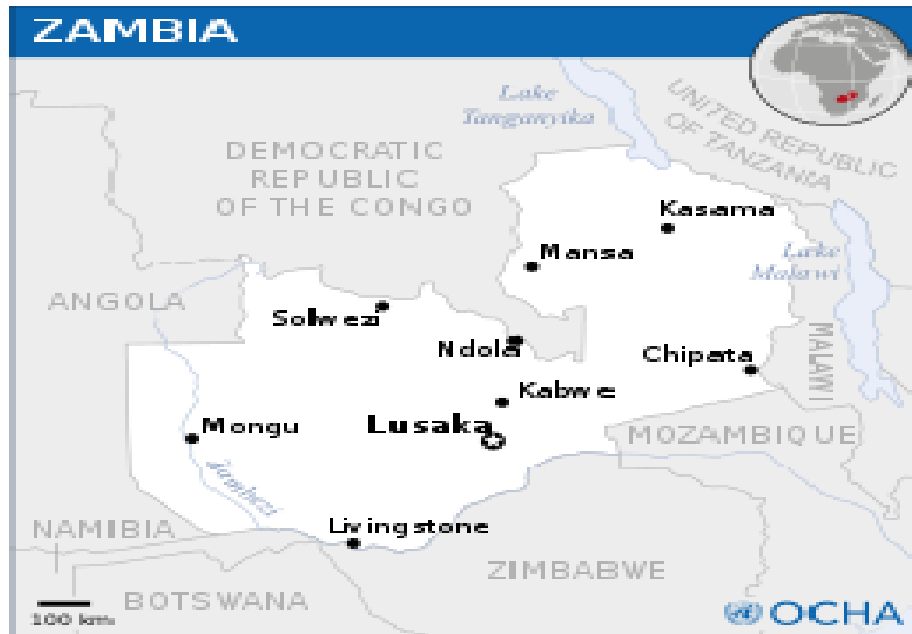 ZAMBIA
Lake
Tanganyika
UNITED REPUBLIC
OF TANZANIA
DEMOCRATIC
REPUBLIC
OF THE CONGO
Kasama
Mansa
Lake
Malawi
ANGOLA
Solwezi
Ndola
Chipata
MALAWI
Kabwe
Mongu
Lusaka
MOZAMBIQUE
Zambezi
NAMIBIA
Livingstone
ZIMBABWE
BOTSWANA
100 km
OCHA